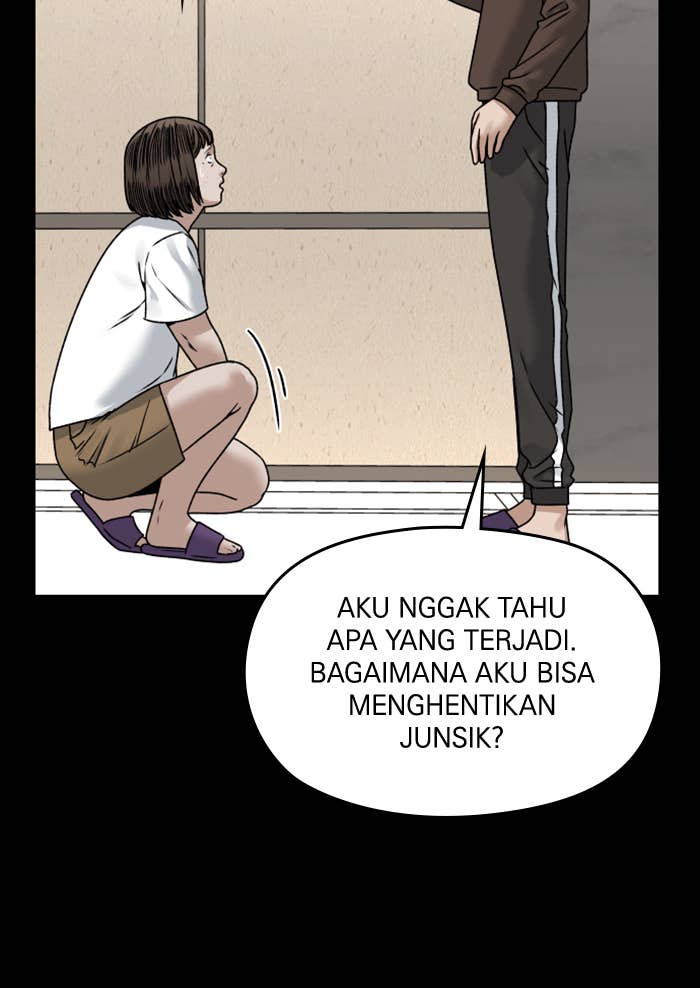 AKU NGGAK TAHU
APA YANG TERJADI.
BAGAIMANA AKU BISA
MENGHENTIKAN
JUNSIK?